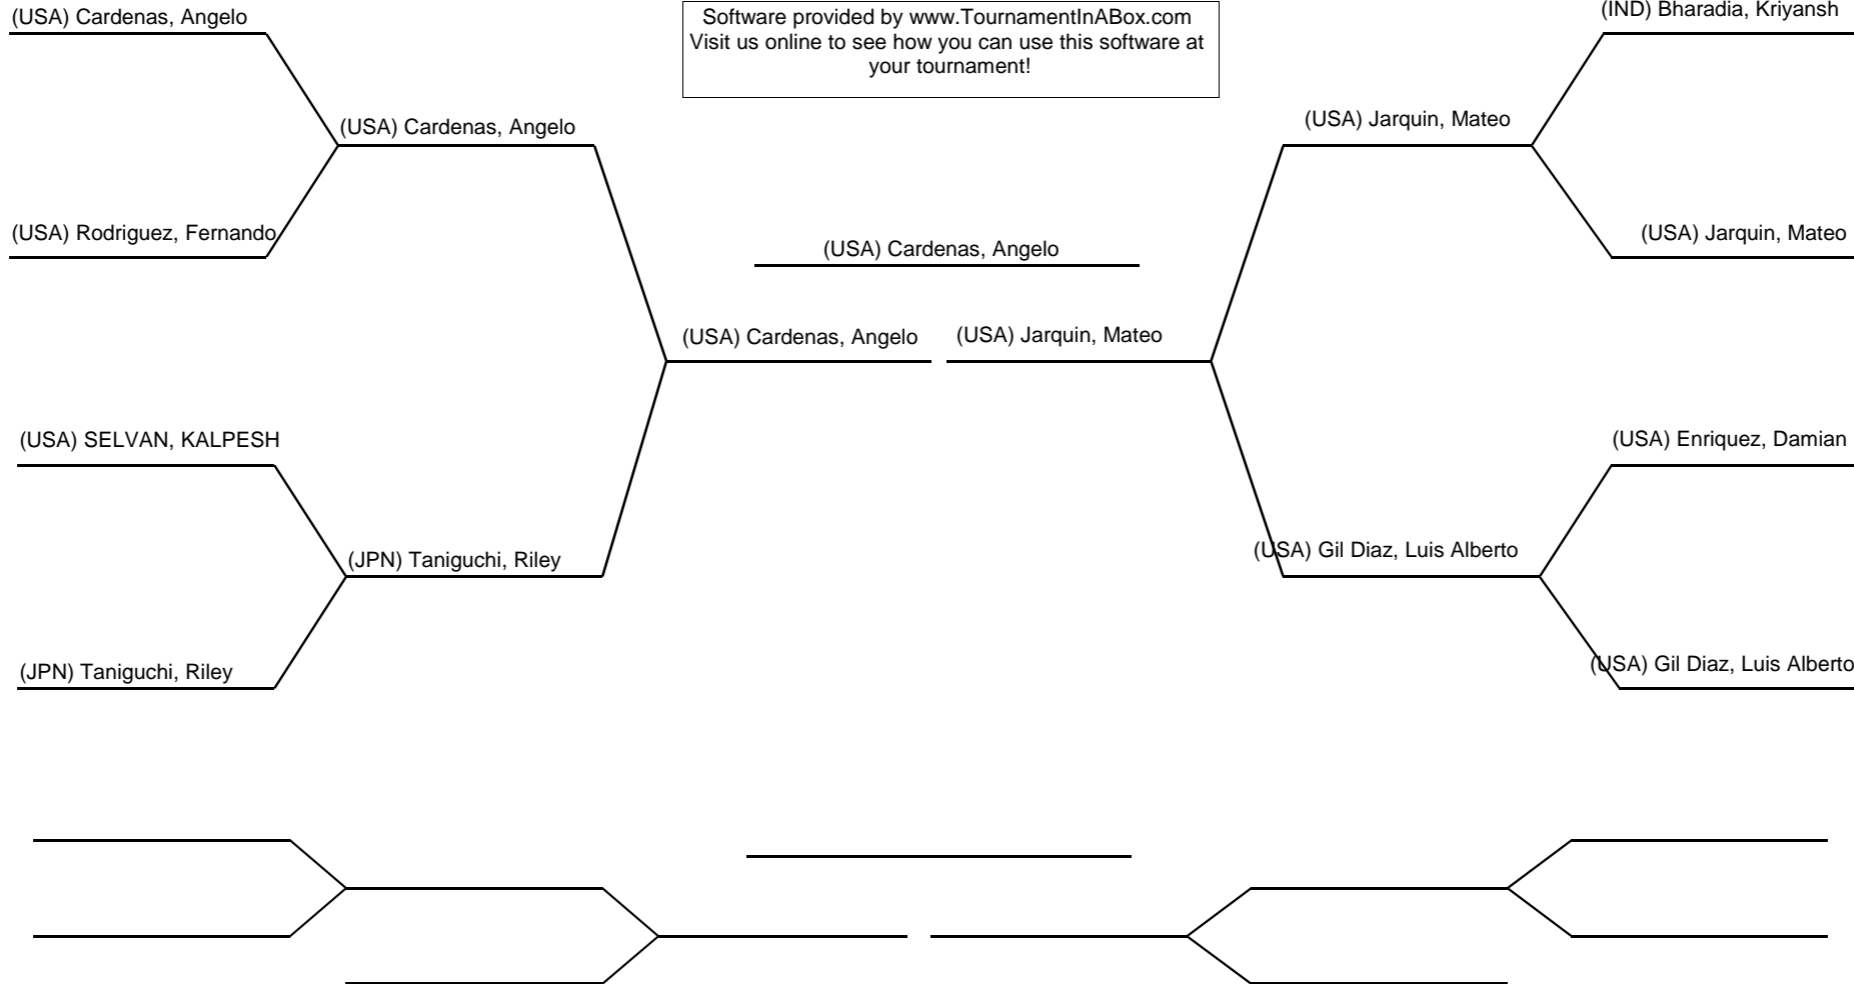 (USA) Cardenas, Angelo
Software provided by www.TournamentInABox.com
Visit us online to see how you can use this software at
your tournament!
(IND) Bharadia, Kriyansh
(USA) Cardenas, Angelo
(USA) Jarquin, Mateo
(USA) Rodriguez, Fernando
(USA) Cardenas, Angelo
(USA) Jarquin, Mateo
(USA) Cardenas, Angelo
(USA) Jarquin, Mateo
(USA) SELVAN, KALPESH
(USA) Enriquez, Damian
(JPN) Taniguchi, Riley
(USA) Gil Diaz, Luis Alberto
(JPN) Taniguchi, Riley
(USA) Gil Diaz, Luis Alberto